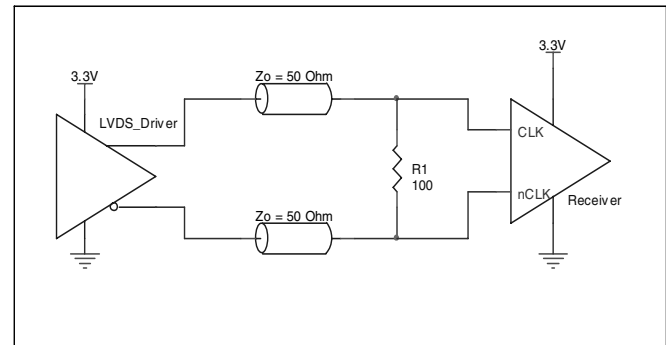 3.3V
3.3V
Zo = 50 Ohm
LVDS_Driver
CLK
R1
100
nCLK
Receiver
Zo = 50 Ohm